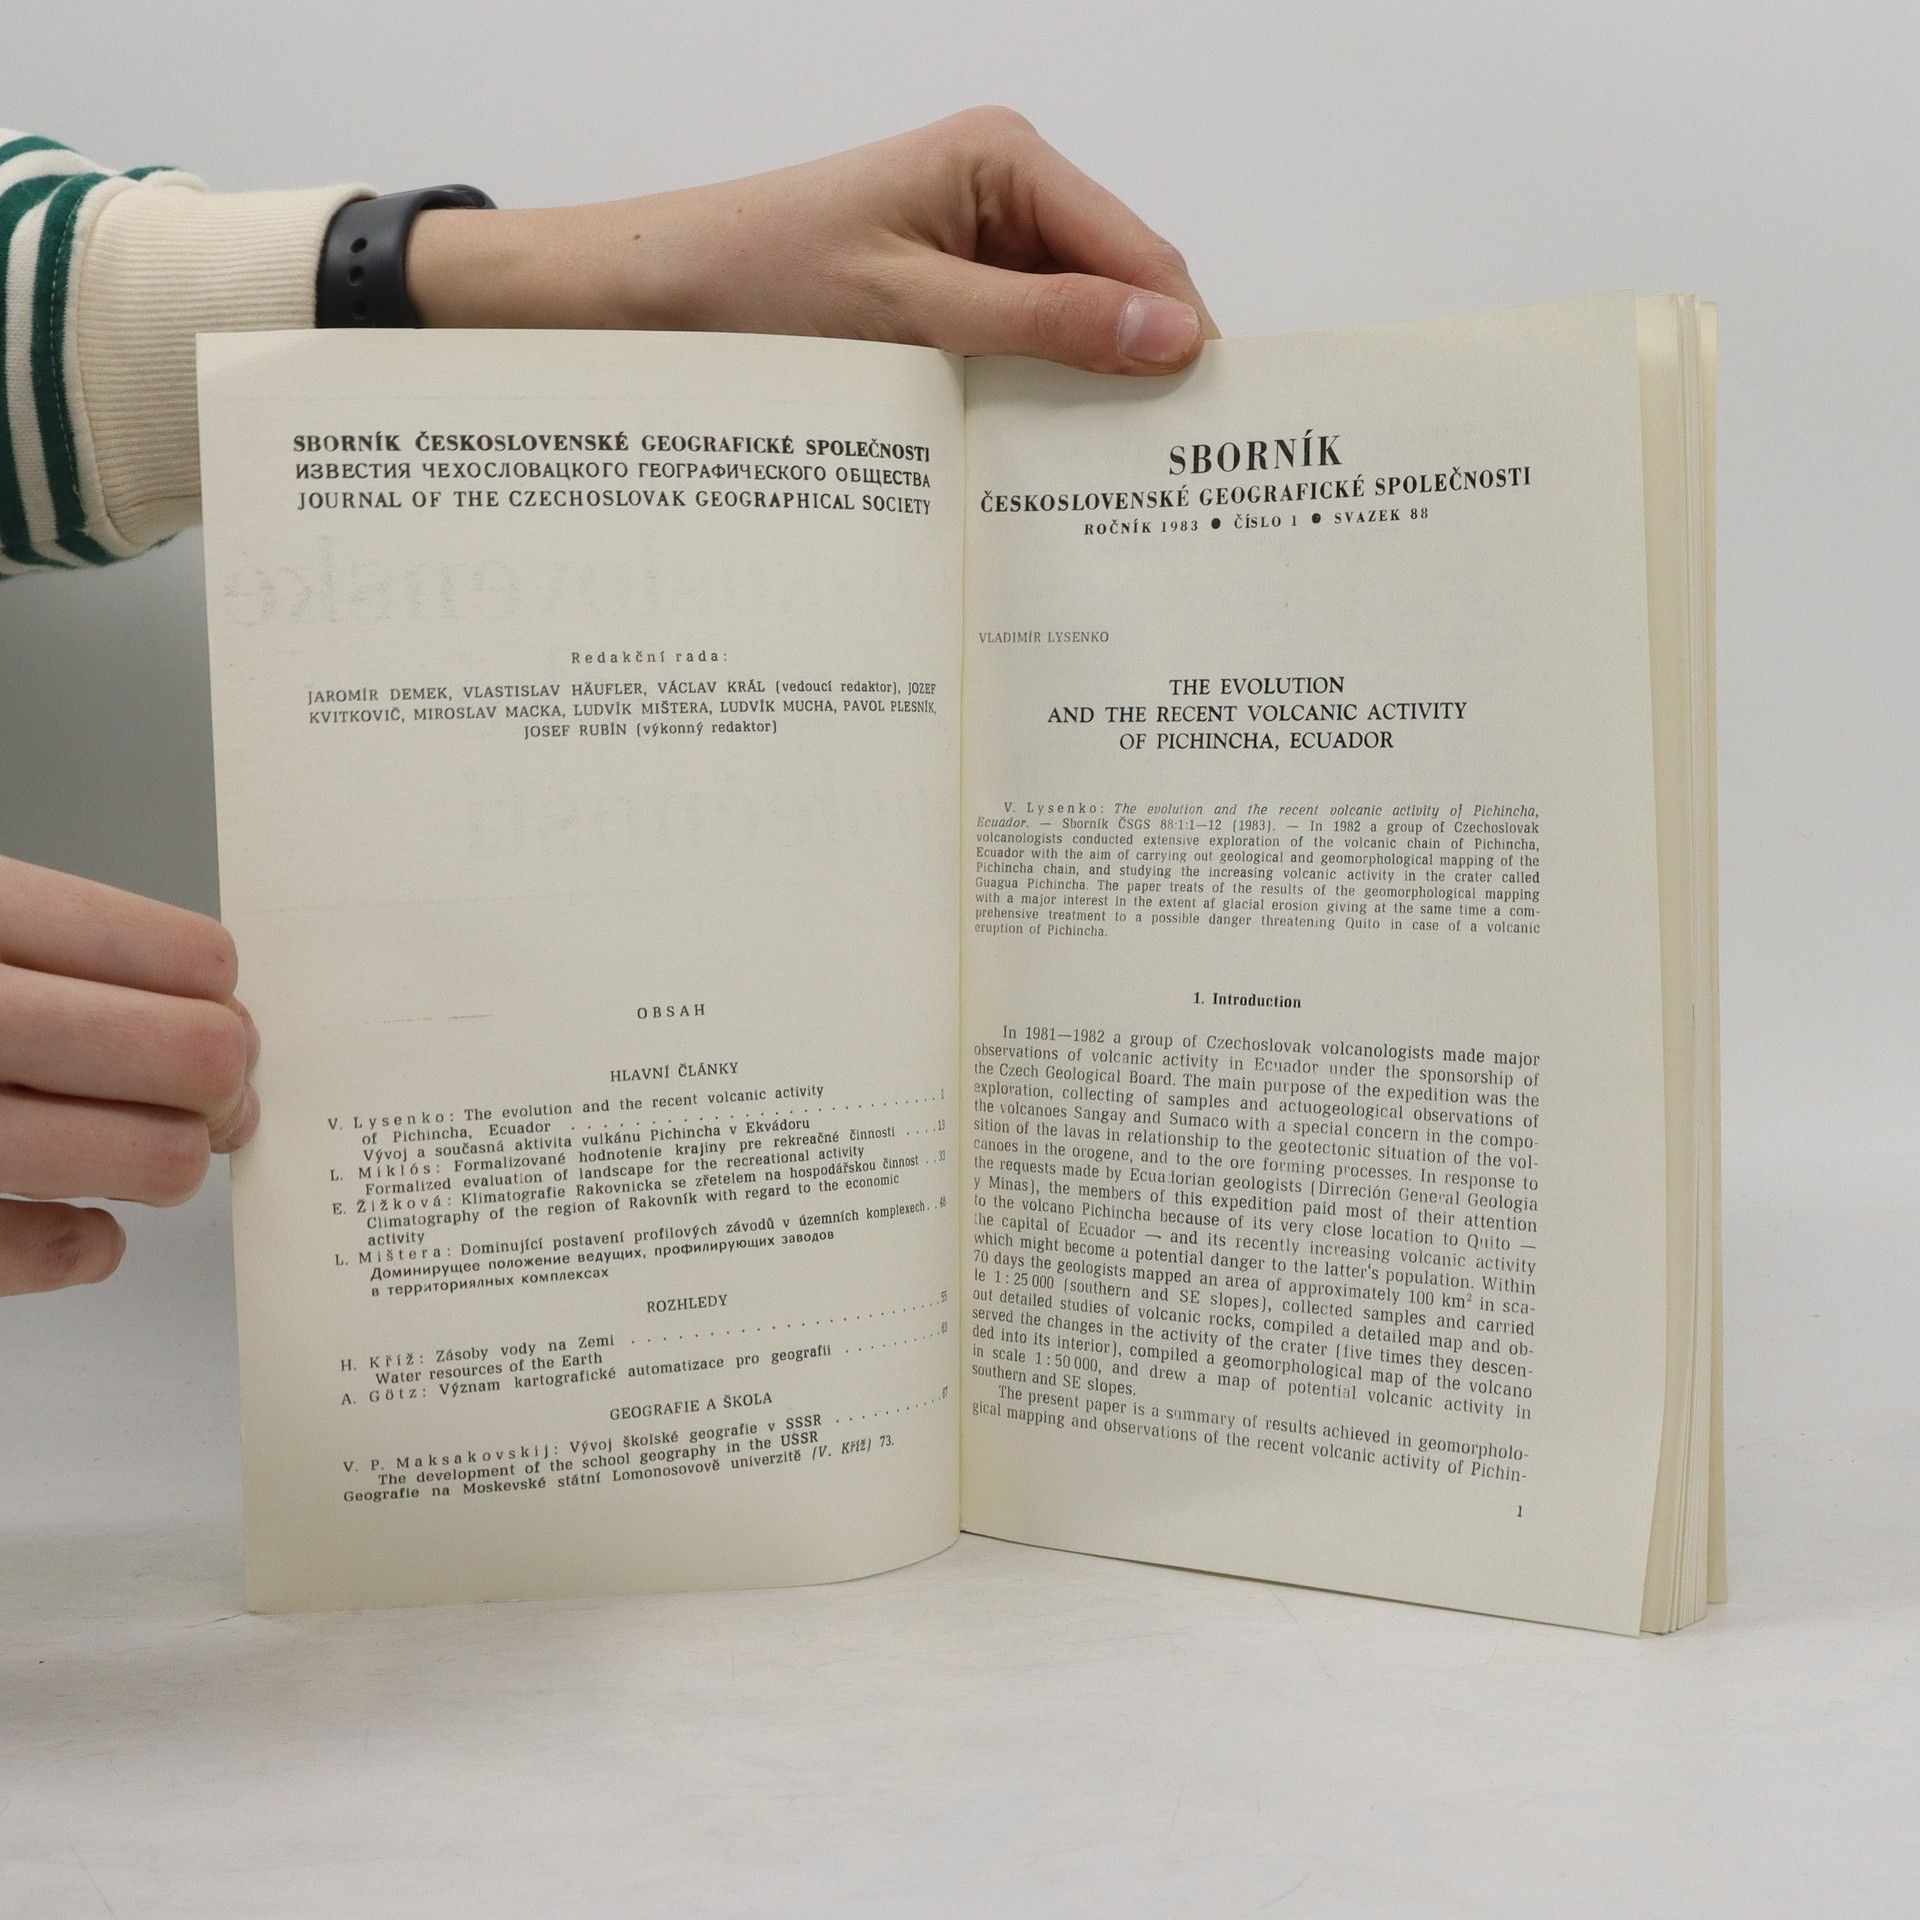 SBORNÍK ČESKOSLOVENSKÉ GEOGRAFICKÉ SPOLEČNOSTI
ИЗВЕСТИЯ ЧЕХОСЛОВАЦКОГО ГЕОГРАФИЧЕСКОГО ОБЩЕСТВА
JOURNAL OF THE CZECHOSLOVAK GEOGRAPHICAL SOCIETY
Redakční rada:
JAROMÍR DEMEK, VLASTISLAV HÄUFLER, VÁCLAV KRÁL (vedoucí redaktor), JOZEF
KVITKOVIČ, MIROSLAV MACKA, LUDVÍK MIŠTERA, LUDVÍK MUCHA, PAVOL PLESNÍK,
JOSEF RUBÍN (výkonný redaktor)
OBSAH
HLAVNÍ ČLÁNKY
V. Lysenko: The evolution and the recent volcanic activity
of Pichincha, Ecuador . . . . . . . . . . . . . . . . . . . 1
Vývoj a současná aktivita vulkánu Pichincha v Ekvádoru
L. Miklós: Formalizované hodnotenie krajiny pre rekreačné činnosti . . . . 13
Formalized evaluation of landscape for the recreational activity
E. Žižková: Klimatografie Rakovnicka se zřetelem na hospodářskou činnost . . 33
Climatography of the region of Rakovník with regard to the economic
activity
L. Mištera: Dominující postavení profilových závodů v územních komplexech . . 48
Доминирущее положение ведущих, профилирующих заводов
в территориялных комплексах
ROZHLEDY
H. Kříž: Zásoby vody na Zemi . . . . . . . . . . . . . . . . . 55
Water resources of the Earth
A. Götz: Význam kartografické automatizace pro geografii . . . . . . 63
GEOGRAFIE A ŠKOLA
V. P. Maksakovskij: Vývoj školské geografie v SSSR . . . . . . . . 67
The development of the school geography in the USSR
Geografie na Moskevské státní Lomonosovově univerzitě (V. Kříž) 73.
SBORNÍK
ČESKOSLOVENSKÉ GEOGRAFICKÉ SPOLEČNOSTI
ROČNÍK 1983 ● ČÍSLO 1 ● SVAZEK 88
VLADIMÍR LYSENKO
THE EVOLUTION
AND THE RECENT VOLCANIC ACTIVITY
OF PICHINCHA, ECUADOR
V. Lysenko: The evolution and the recent volcanic activity of Pichincha,
Ecuador. — Sborník ČSGS 88:1:1—12 (1983). — In 1982 a group of Czechoslovak
volcanologists conducted extensive exploration of the volcanic chain of Pichincha,
Ecuador with the aim of carrying out geological and geomorphological mapping of the
Pichincha chain, and studying the increasing volcanic activity in the crater called
Guagua Pichincha. The paper treats of the results of the geomorphological mapping
with a major interest in the extent af glacial erosion giving at the same time a com-
prehensive treatment to a possible danger threatening Quito in case of a volcanic
eruption of Pichincha.
1. Introduction
In 1981—1982 a group of Czechoslovak volcanologists made major
observations of volcanic activity in Ecuador under the sponsorship of
the Czech Geological Board. The main purpose of the expedition was the
exploration, collecting of samples and actuogeological observations of
the volcanoes Sangay and Sumaco with a special concern in the compo-
sition of the lavas in relationship to the geotectonic situation of the vol-
canoes in the orogene, and to the ore forming processes. In response to
the requests made by Ecuadorian geologists (Dirreción General Geologia
y Minas), the members of this expedition paid most of their attention
to the volcano Pichincha because of its very close location to Quito —
the capital of Ecuador — and its recently increasing volcanic activity
which might become a potential danger to the latter's population. Within
70 days the geologists mapped an area of approximately 100 km² in sca-
le 1 : 25 000 (southern and SE slopes), collected samples and carried
out detailed studies of volcanic rocks, compiled a detailed map and ob-
served the changes in the activity of the crater (five times they descen-
ded into its interior), compiled a geomorphological map of the volcano
in scale 1 : 50 000, and drew a map of potential volcanic activity in
southern and SE slopes.
The present paper is a summary of results achieved in geomorpholo-
gical mapping and observations of the recent volcanic activity of Pichin-
1